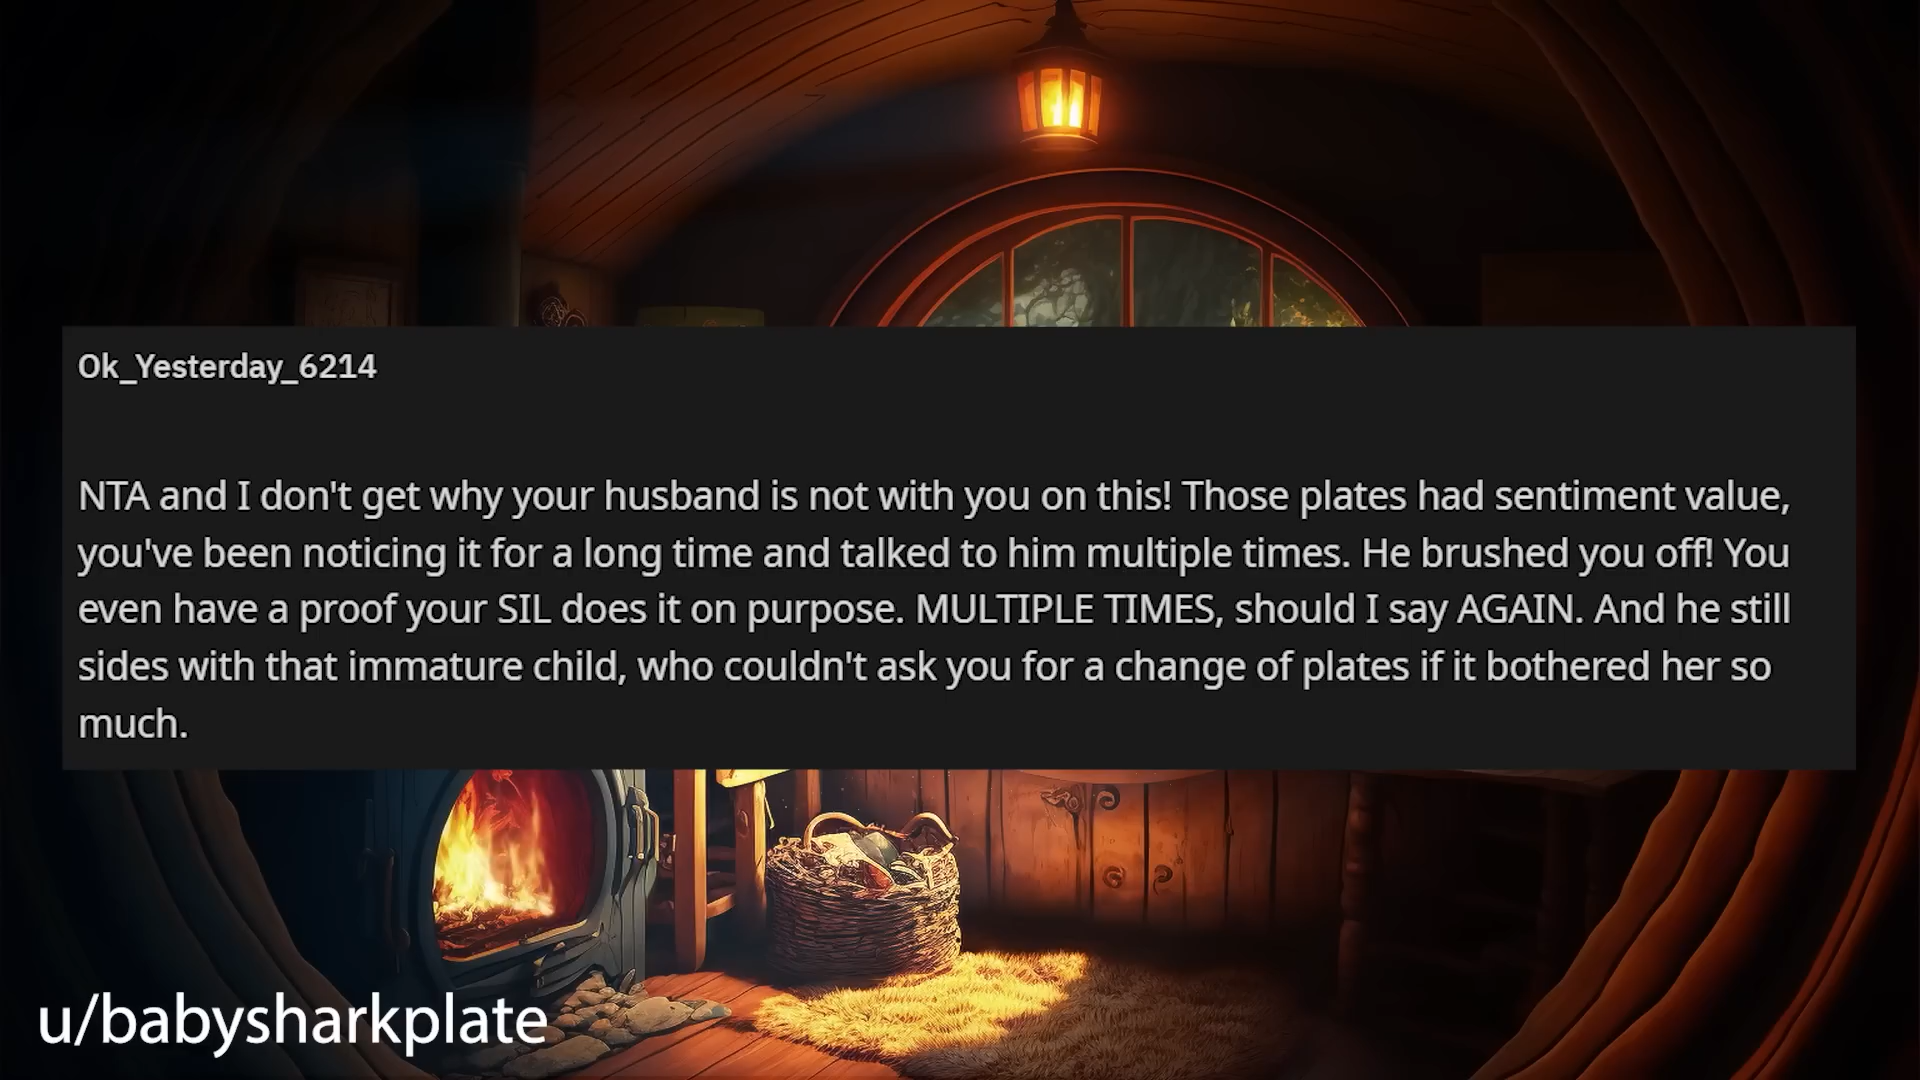 Ok_Yesterday_6214
NTA and I don't get why your husband is not with you on this! Those plates had sentiment value,
you've been noticing it for a long time and talked to him multiple times. He brushed you off! You
even have a proof your SIL does it on purpose. MULTIPLE TIMES, should I say AGAIN. And he still
sides with that immature child, who couldn't ask you for a change of plates if it bothered her so
much.
u/babysharkplate